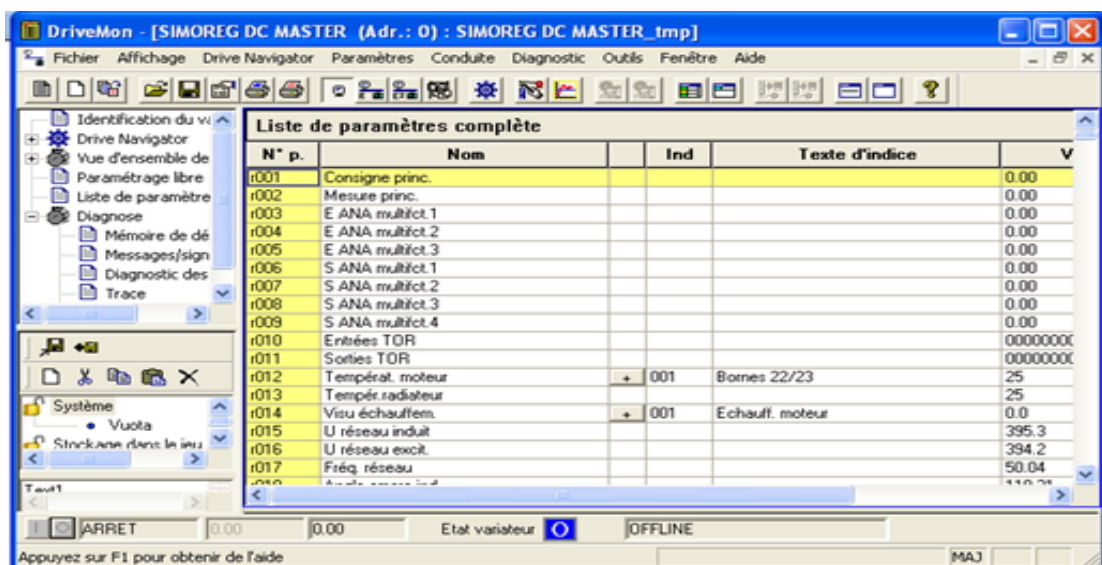 DriveMon - [SIMOREG DC MASTER (Adr.: 0) : SIMOREG DC MASTER_tmp]
Fichier Affichage Drive Navigator Paramètres Conduite Diagnostic Outils Fenêtre Aide
Identification du va
Drive Navigator
Vue d'ensemble de
Paramétrage libre
Liste de paramètre
Diagnose
Mémoire de dé
Messages/sign
Diagnostic des
Trace
Système
Vuota
Stockage dans le jeu
Text1
Liste de paramètres complète
N° p. Nom Ind Texte d'indice V
r001 Consigne princ. 0.00
r002 Mesure princ. 0.00
r003 E ANA multifct.1 0.00
r004 E ANA multifct.2 0.00
r005 E ANA multifct.3 0.00
r006 S ANA multifct.1 0.00
r007 S ANA multifct.2 0.00
r008 S ANA multifct.3 0.00
r009 S ANA multifct.4 0.00
r010 Entrées TOR 00000000
r011 Sorties TOR 00000000
r012 Températ. moteur + 001 Bornes 22/23 25
r013 Tempér.radiateur 25
r014 Visu échauffem. + 001 Echauff. moteur 0.0
r015 U réseau induit 395.3
r016 U réseau excit. 394.2
r017 Fréq. réseau 50.04
ARRET 0.00 0.00 Etat variateur OFFLINE
Appuyez sur F1 pour obtenir de l'aide MAJ